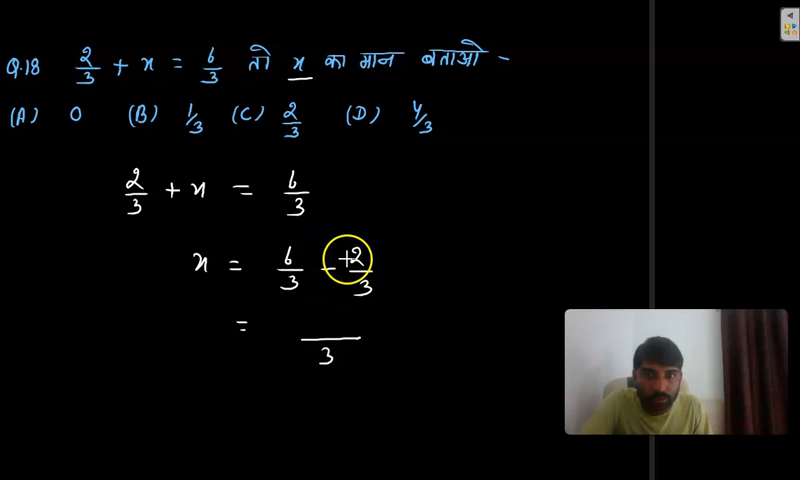 Q.18 2/3 + x = 6/3 तो x का मान बताओ -
(A) 0 (B) 1/3 (C) 2/3 (D) 4/3
2/3 + x = 6/3
x = 6/3 - +2/3
= /3